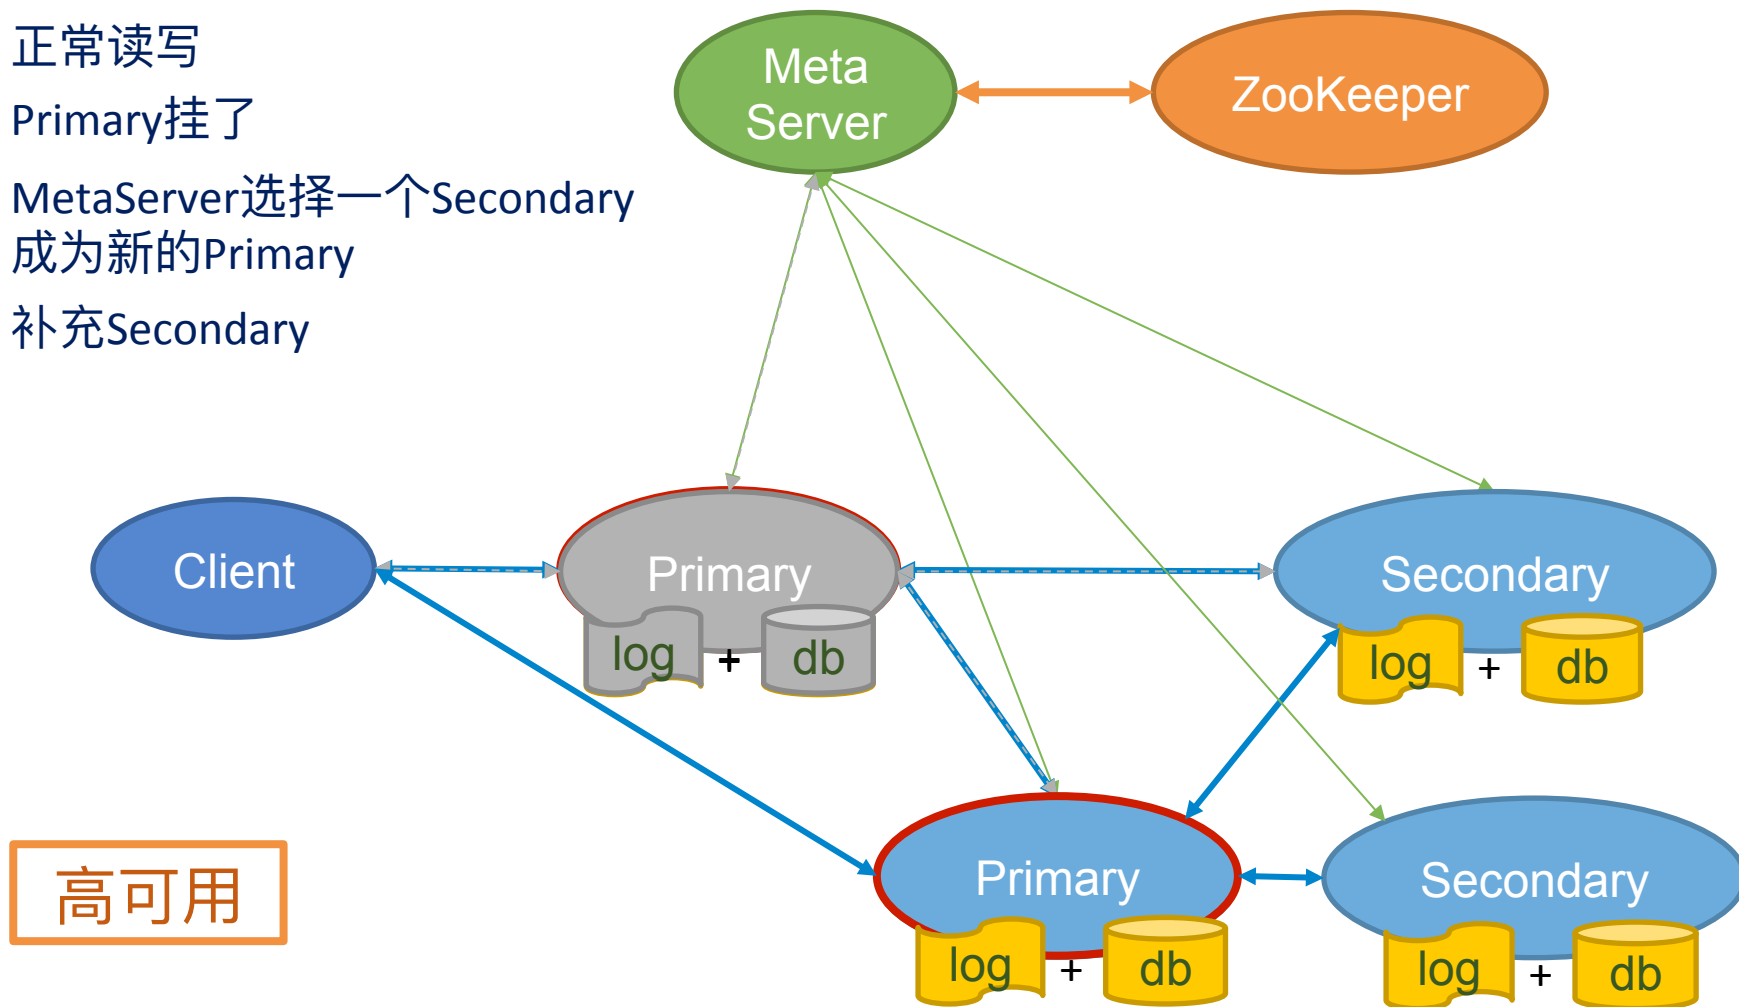 正常读写
Primary挂了
MetaServer选择一个Secondary
成为新的Primary
补充Secondary
Meta
Server
ZooKeeper
Client
Primary
log + db
Secondary
log + db
高可用
Primary
log + db
Secondary
log + db